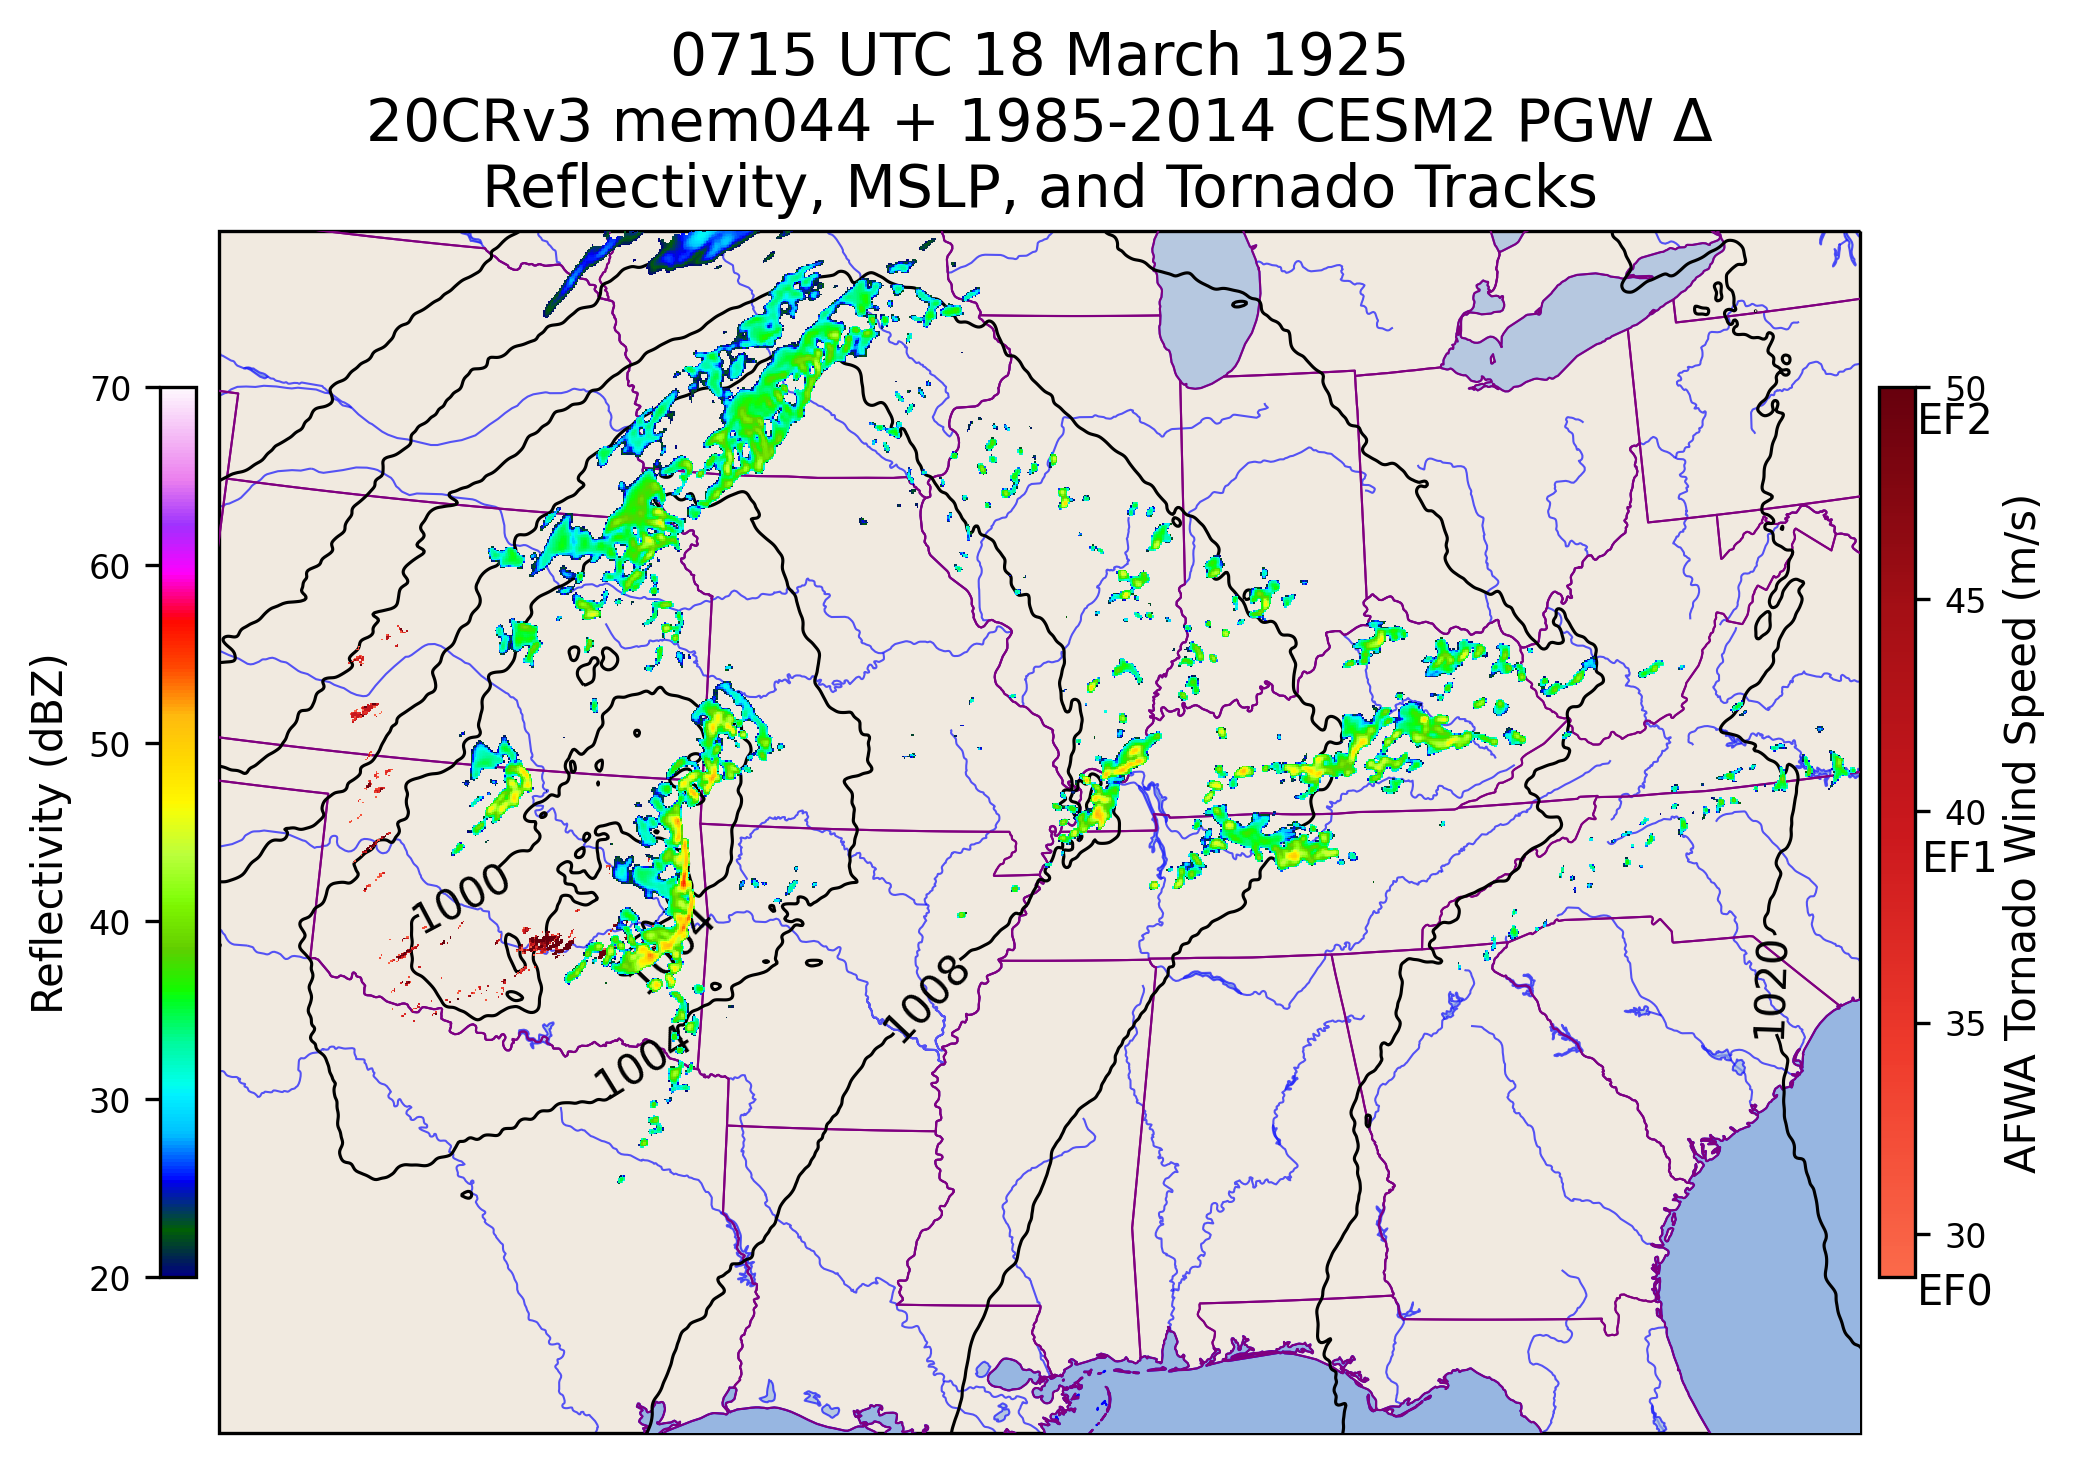 0715 UTC 18 March 1925
20CRv3 mem044 + 1985-2014 CESM2 PGW Δ
Reflectivity, MSLP, and Tornado Tracks
70
60
50
40
30
20
Reflectivity (dBZ)
1000
1004
1008
1020
50
EF2
45
40
EF1
35
30
EF0
AFWA Tornado Wind Speed (m/s)